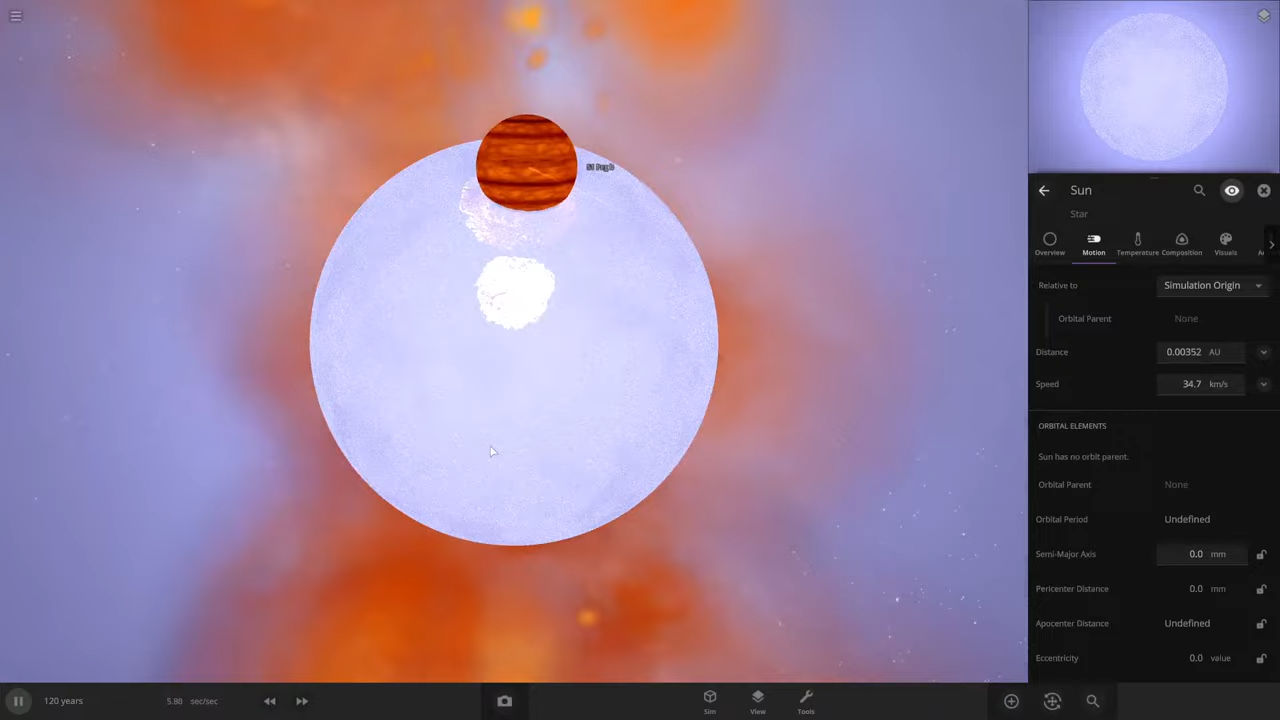 51 Peg b
Sun
Star
Overview
Motion
Temperature
Composition
Visuals
Relative to
Simulation Origin
Orbital Parent None
Distance 0.00352 AU
Speed 34.7 km/s
ORBITAL ELEMENTS
Sun has no orbit parent.
Orbital Parent None
Orbital Period Undefined
Semi-Major Axis 0.0 mm
Pericenter Distance 0.0 mm
Apocenter Distance Undefined
Eccentricity 0.0 value
120 years
5.88 sec/sec
Sim
View
Tools